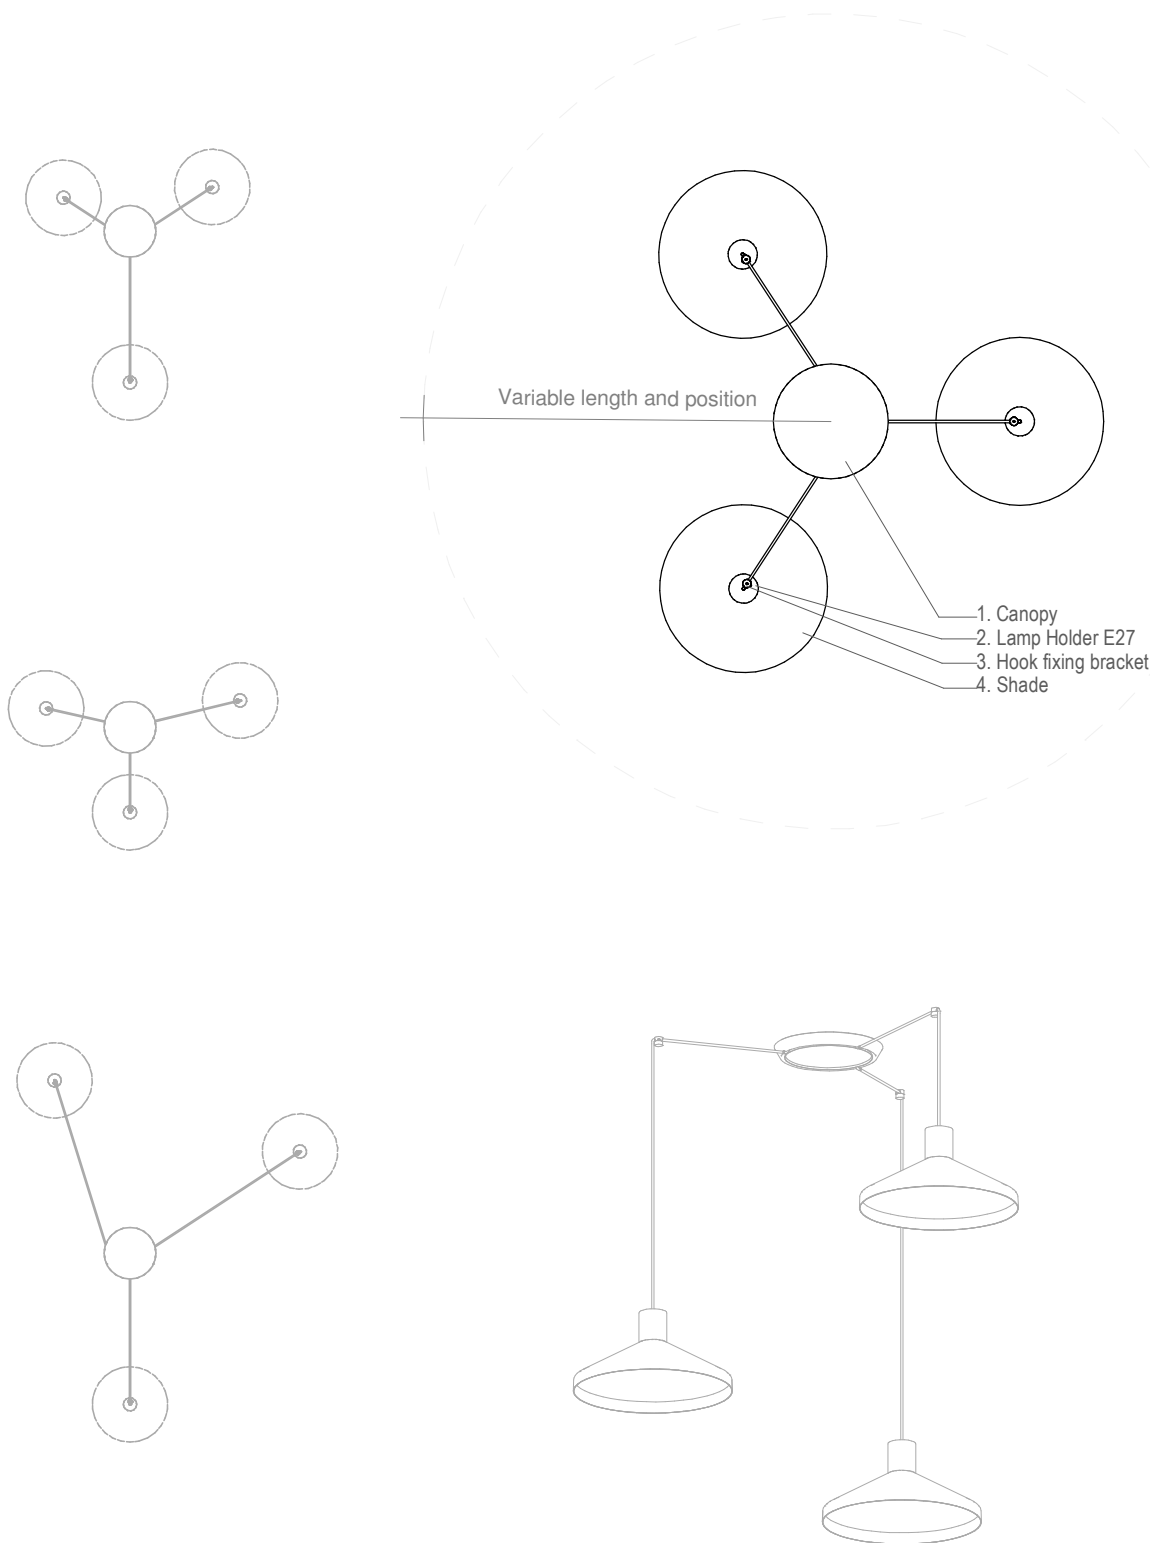 Variable length and position
1. Canopy
2. Lamp Holder E27
3. Hook fixing bracket
4. Shade